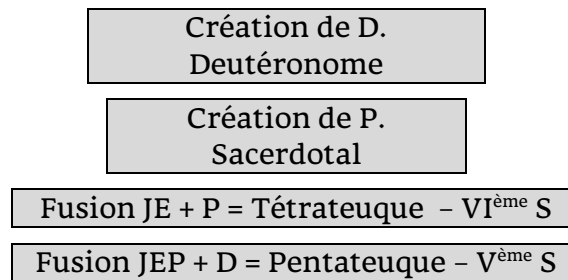 Création de D.
Deutéronome
Création de P.
Sacerdotal
Fusion JE + P = Tétrateuque – VIème S
Fusion JEP + D = Pentateuque – Vème S